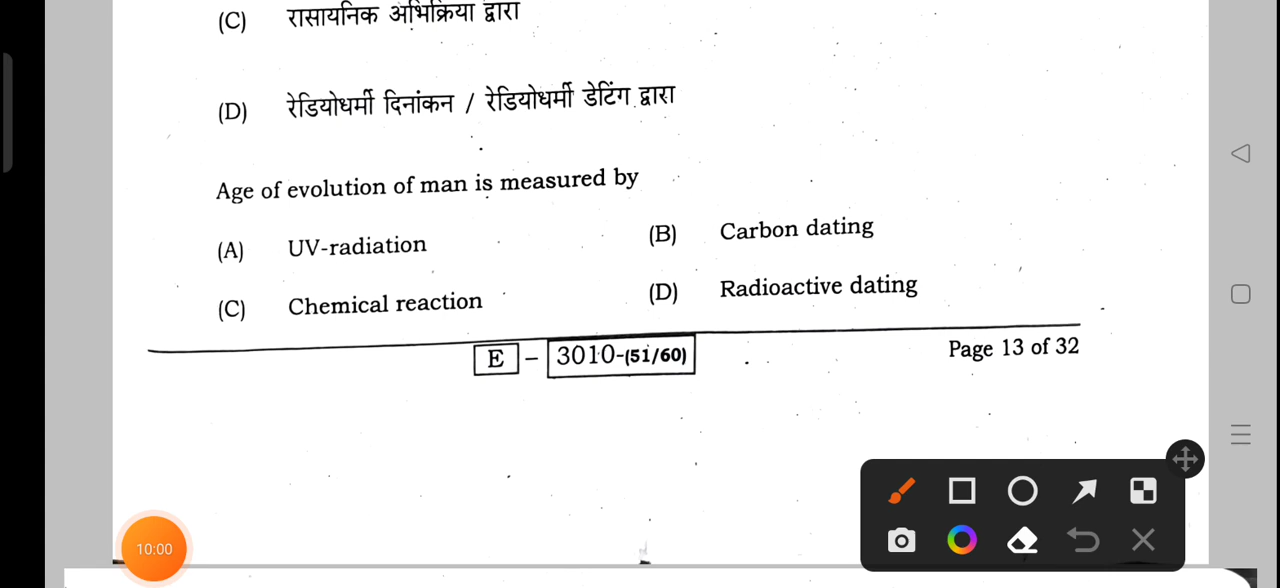 (C) रासायनिक अभिक्रिया द्वारा
(D) रेडियोधर्मी दिनांकन / रेडियोधर्मी डेटिंग द्वारा
Age of evolution of man is measured by
(A) UV-radiation (B) Carbon dating
(C) Chemical reaction (D) Radioactive dating
E – 3010-(51/60) Page 13 of 32
10:00